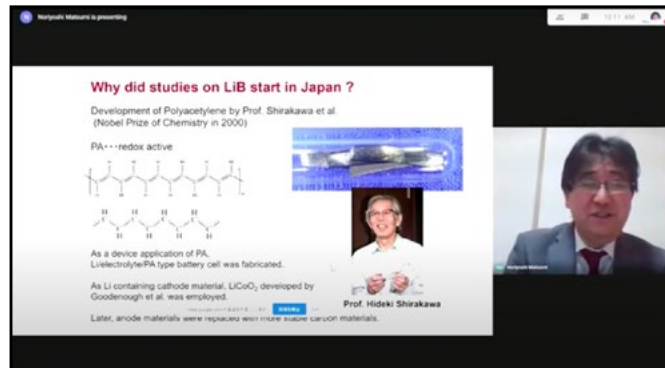 Noriyoshi Matsumi is presenting
12:11 AM
Why did studies on LiB start in Japan ?
Development of Polyacetylene by Prof. Shirakawa et al.
(Nobel Prize of Chemistry in 2000)
PA・・・redox active
As a device application of PA,
Li/electrolyte/PA type battery cell was fabricated.
As Li containing cathode material, LiCoO₂ developed by
Goodenough et al. was employed.
Prof. Hideki Shirakawa
Later, anode materials were replaced with more stable carbon materials.
Noriyoshi Matsumi